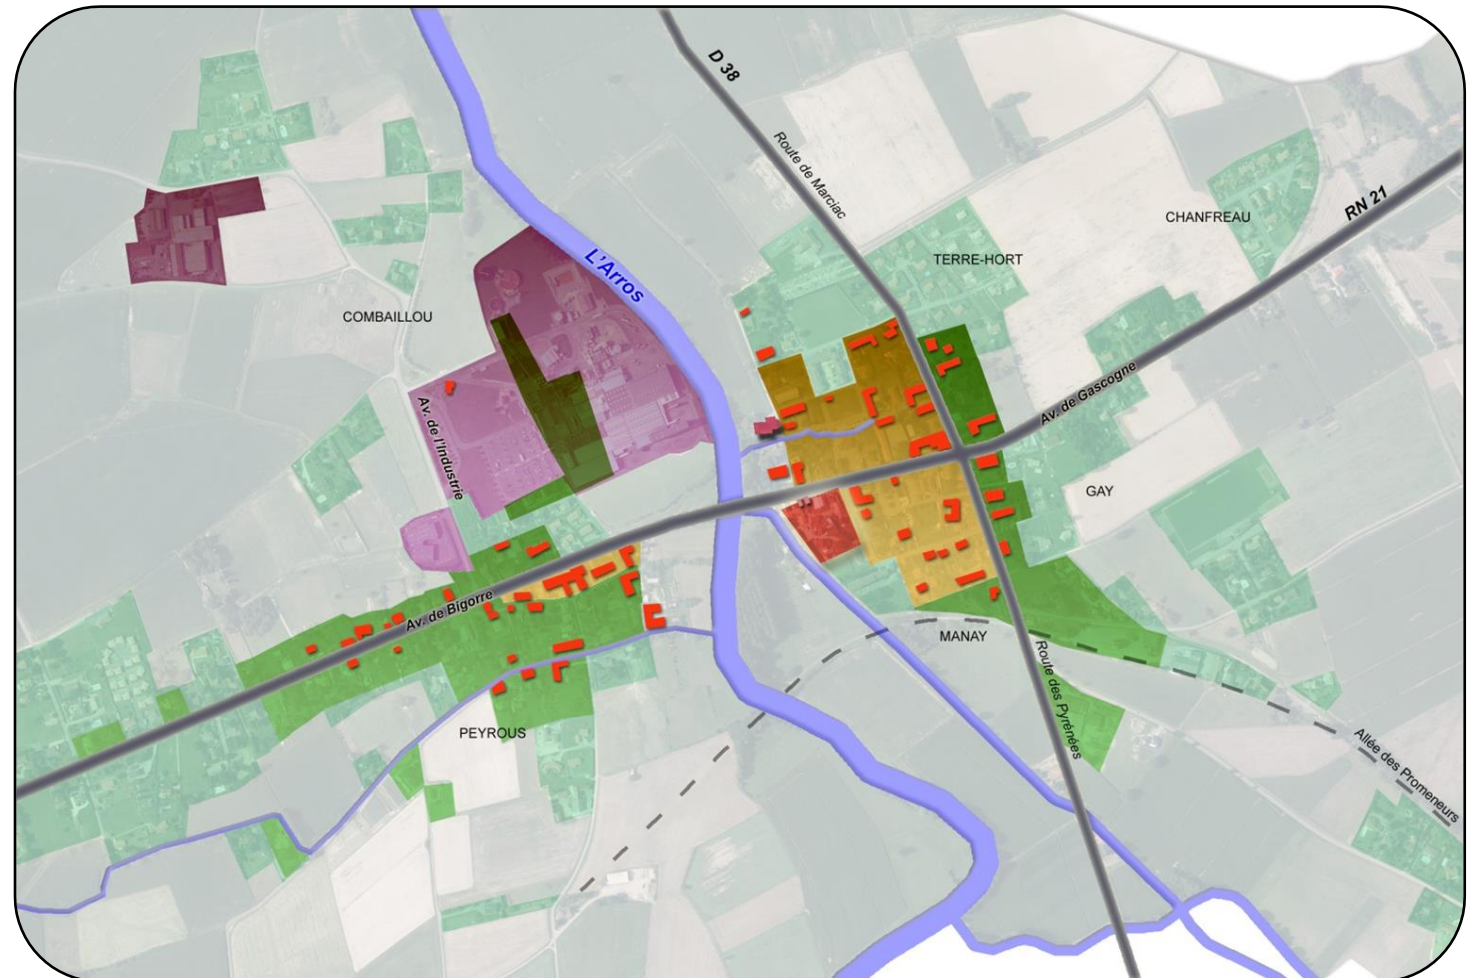 D 38
Route de Marciac
CHANFREAU
RN 21
TERRE-HORT
L'Arros
COMBAILLOU
Av. de Gascogne
Av. de l'Industrie
GAY
Av. de Bigorre
MANAY
Route des Pyrénées
PEYROUS
Allée des Promeneurs